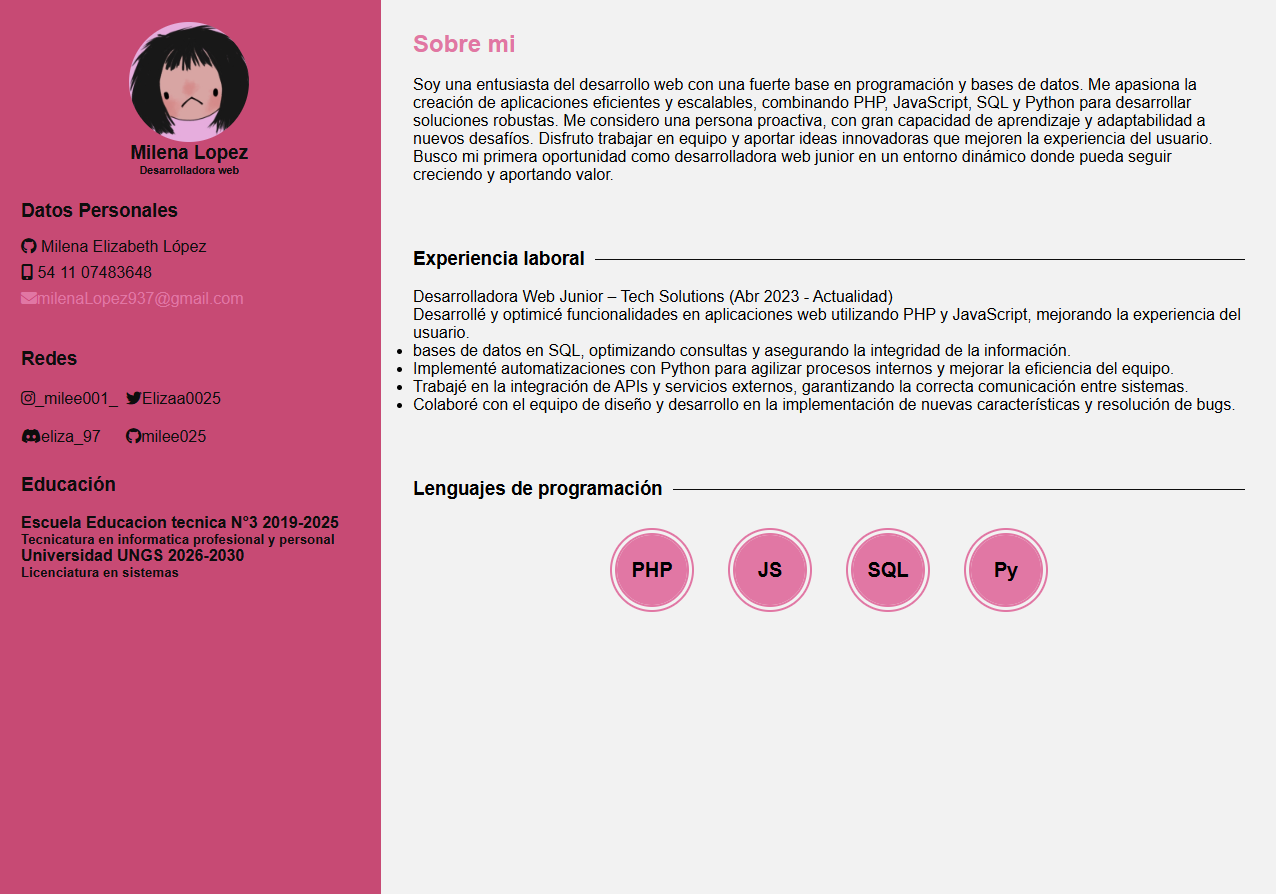 Milena Lopez
Desarrolladora web
Datos Personales
Milena Elizabeth López
54 11 07483648
milenaLopez937@gmail.com
Redes
_milee001_ Elizaa0025
eliza_97 milee025
Educación
Escuela Educacion tecnica N°3 2019-2025
Tecnicatura en informatica profesional y personal
Universidad UNGS 2026-2030
Licenciatura en sistemas
Sobre mi
Soy una entusiasta del desarrollo web con una fuerte base en programación y bases de datos. Me apasiona la
creación de aplicaciones eficientes y escalables, combinando PHP, JavaScript, SQL y Python para desarrollar
soluciones robustas. Me considero una persona proactiva, con gran capacidad de aprendizaje y adaptabilidad a
nuevos desafíos. Disfruto trabajar en equipo y aportar ideas innovadoras que mejoren la experiencia del usuario.
Busco mi primera oportunidad como desarrolladora web junior en un entorno dinámico donde pueda seguir
creciendo y aportando valor.
Experiencia laboral
Desarrolladora Web Junior – Tech Solutions (Abr 2023 - Actualidad)
Desarrollé y optimicé funcionalidades en aplicaciones web utilizando PHP y JavaScript, mejorando la experiencia del
usuario.
• bases de datos en SQL, optimizando consultas y asegurando la integridad de la información.
• Implementé automatizaciones con Python para agilizar procesos internos y mejorar la eficiencia del equipo.
• Trabajé en la integración de APIs y servicios externos, garantizando la correcta comunicación entre sistemas.
• Colaboré con el equipo de diseño y desarrollo en la implementación de nuevas características y resolución de bugs.
Lenguajes de programación
PHP JS SQL Py